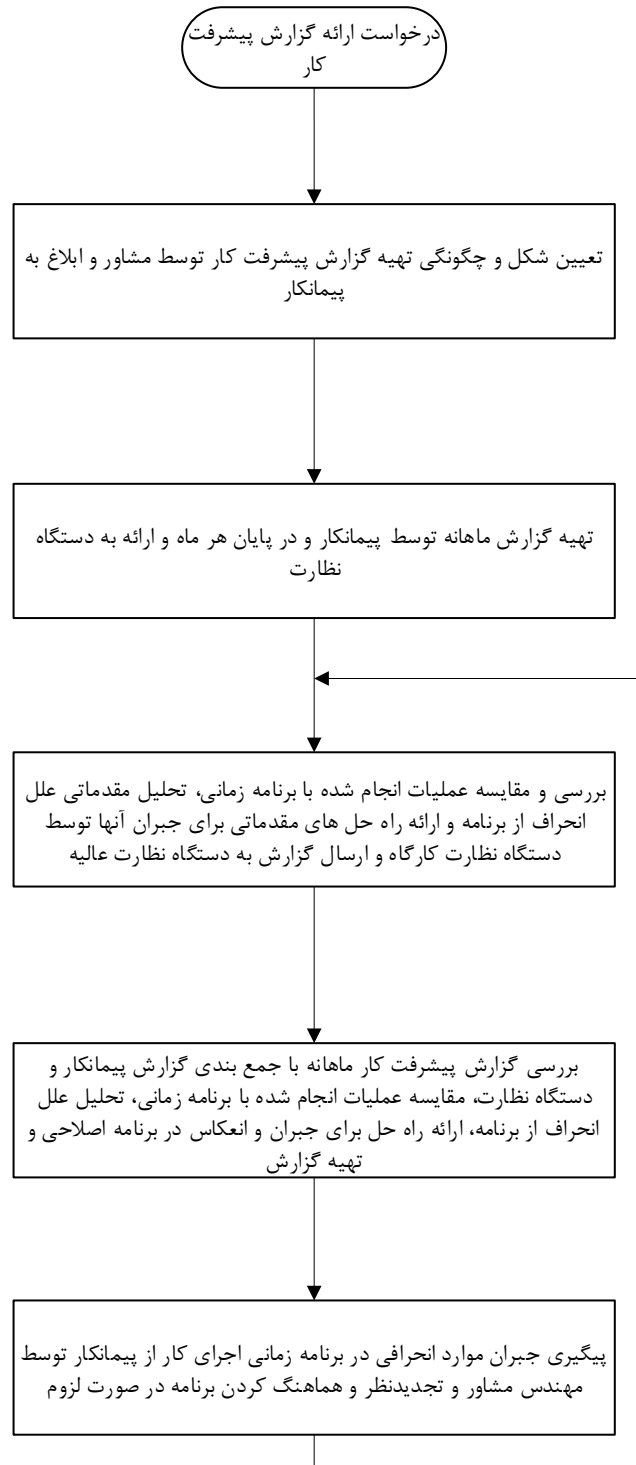 درخواست ارائه گزارش پیشرفت
کار
تعیین شکل و چگونگی تهیه گزارش پیشرفت کار توسط مشاور و ابلاغ به
پیمانکار
تهیه گزارش ماهانه توسط پیمانکار و در پایان هر ماه و ارائه به دستگاه
نظارت
بررسی و مقایسه عملیات انجام شده با برنامه زمانی، تحلیل مقدماتی علل
انحراف از برنامه و ارائه راه حل های مقدماتی برای جبران آنها توسط
دستگاه نظارت کارگاه و ارسال گزارش به دستگاه نظارت عالیه
بررسی گزارش پیشرفت کار ماهانه با جمع بندی گزارش پیمانکار و
دستگاه نظارت، مقایسه عملیات انجام شده با برنامه زمانی، تحلیل علل
انحراف از برنامه، ارائه راه حل برای جبران و انعکاس در برنامه اصلاحی و
تهیه گزارش
پیگیری جبران موارد انحرافی در برنامه زمانی اجرای کار از پیمانکار توسط
مهندس مشاور و تجدیدنظر و هماهنگ کردن برنامه در صورت لزوم